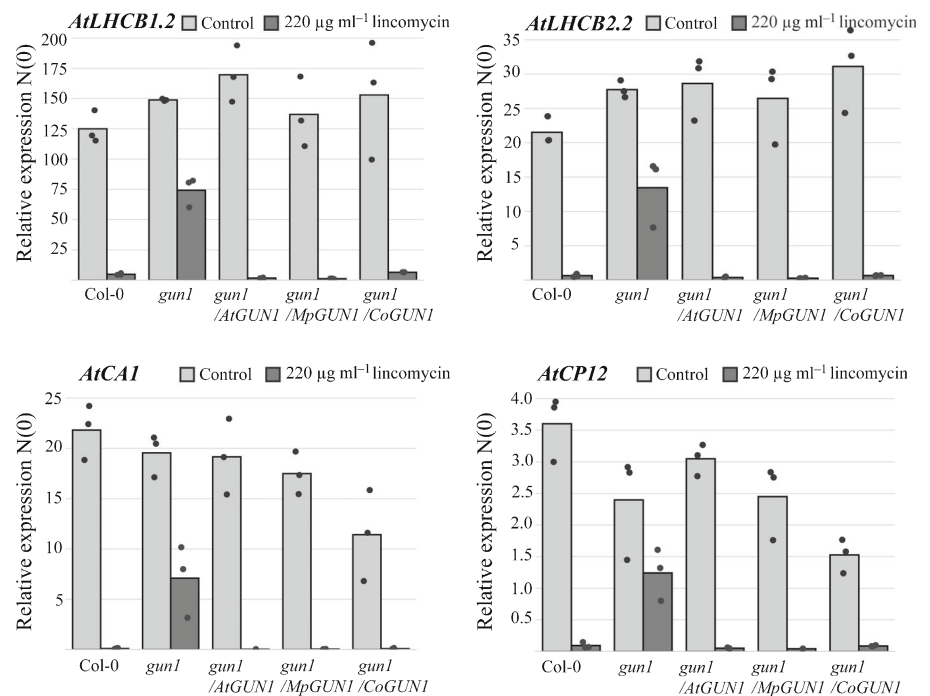 AtLHCB1.2 Control 220 µg ml⁻¹ lincomycin
Relative expression N(0)
200
175
150
125
100
75
50
25
Col-0 gun1 gun1 gun1 gun1
/AtGUN1 /MpGUN1 /CoGUN1
AtLHCB2.2 Control 220 µg ml⁻¹ lincomycin
Relative expression N(0)
35
30
25
20
15
10
5
Col-0 gun1 gun1 gun1 gun1
/AtGUN1 /MpGUN1 /CoGUN1
AtCA1 Control 220 µg ml⁻¹ lincomycin
Relative expression N(0)
25
20
15
10
5
Col-0 gun1 gun1 gun1 gun1
/AtGUN1 /MpGUN1 /CoGUN1
AtCP12 Control 220 µg ml⁻¹ lincomycin
Relative expression N(0)
4.0
3.5
3.0
2.5
2.0
1.5
1.0
0.5
Col-0 gun1 gun1 gun1 gun1
/AtGUN1 /MpGUN1 /CoGUN1